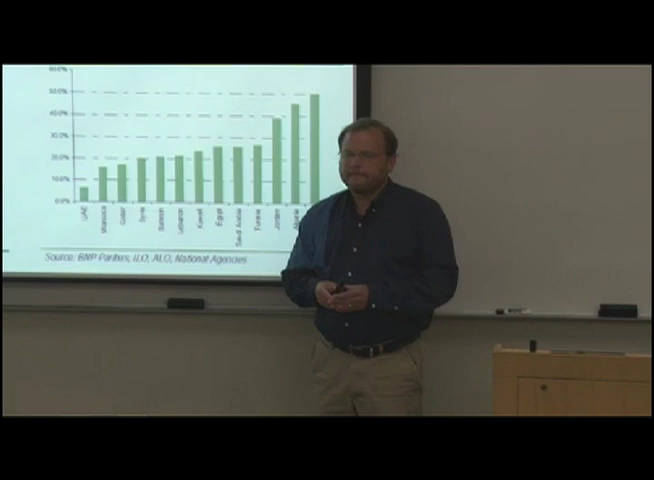 60.0%
50.0%
40.0%
30.0%
20.0%
10.0%
0.0%
UAE
Morocco
Qatar
Syria
Bahrain
Lebanon
Kuwait
Egypt
Saudi Arabia
Tunisia
Jordan
Algeria
Source: BNP Paribas, ILO, ALO, National Agencies